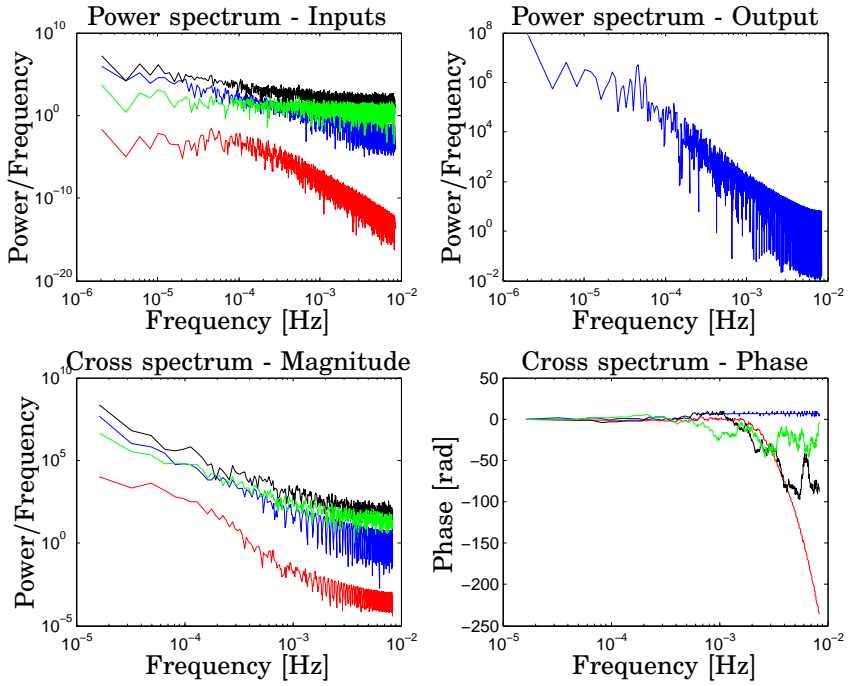 Power spectrum - Inputs
Power/Frequency
10^10
10^0
10^-10
10^-20
10^-6 10^-5 10^-4 10^-3 10^-2
Frequency [Hz]
Power spectrum - Output
Power/Frequency
10^8
10^6
10^4
10^2
10^0
10^-2
10^-6 10^-5 10^-4 10^-3 10^-2
Frequency [Hz]
Cross spectrum - Magnitude
Power/Frequency
10^10
10^5
10^0
10^-5
10^-5 10^-4 10^-3 10^-2
Frequency [Hz]
Cross spectrum - Phase
Phase [rad]
50
0
−50
−100
−150
−200
−250
10^-5 10^-4 10^-3 10^-2
Frequency [Hz]